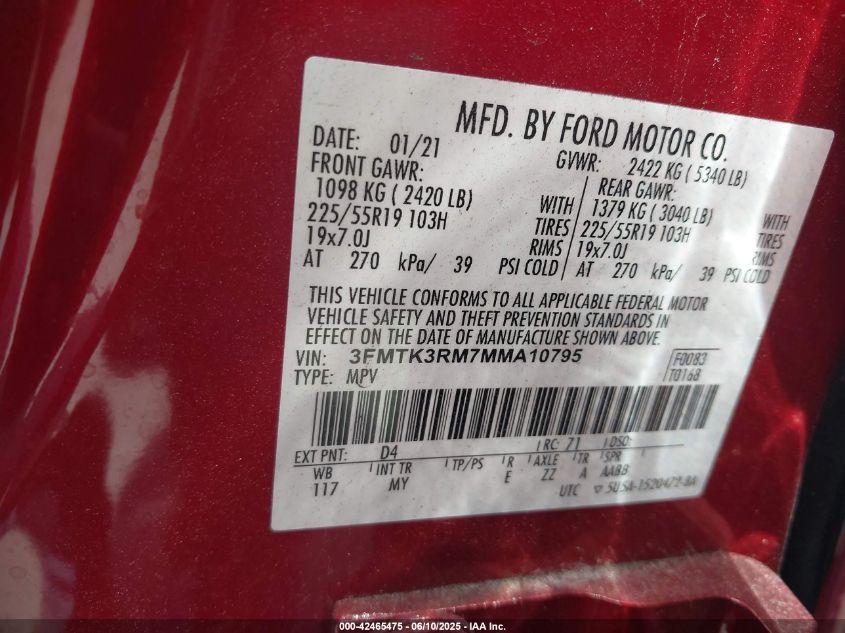 MFD. BY FORD MOTOR CO.
DATE: 01/21 GVWR: 2422 KG ( 5340 LB)
FRONT GAWR: REAR GAWR:
1098 KG ( 2420 LB) WITH 1379 KG ( 3040 LB) WITH
225/55R19 103H TIRES 225/55R19 103H TIRES
19x7.0J RIMS 19x7.0J RIMS
AT 270 kPa/ 39 PSI COLD AT 270 kPa/ 39 PSI COLD
THIS VEHICLE CONFORMS TO ALL APPLICABLE FEDERAL MOTOR
VEHICLE SAFETY AND THEFT PREVENTION STANDARDS IN
EFFECT ON THE DATE OF MANUFACTURE SHOWN ABOVE.
VIN: 3FMTK3RM7MMA10795 F0083
TYPE: MPV T0168
EXT PNT: D4 RC: 71 DSO:
WB INT TR TP/PS R AXLE TR SPR
117 MY E ZZ A AABB
UTC 5U5A-1520472-BA
000-42465475 - 06/10/2025 - IAA Inc.